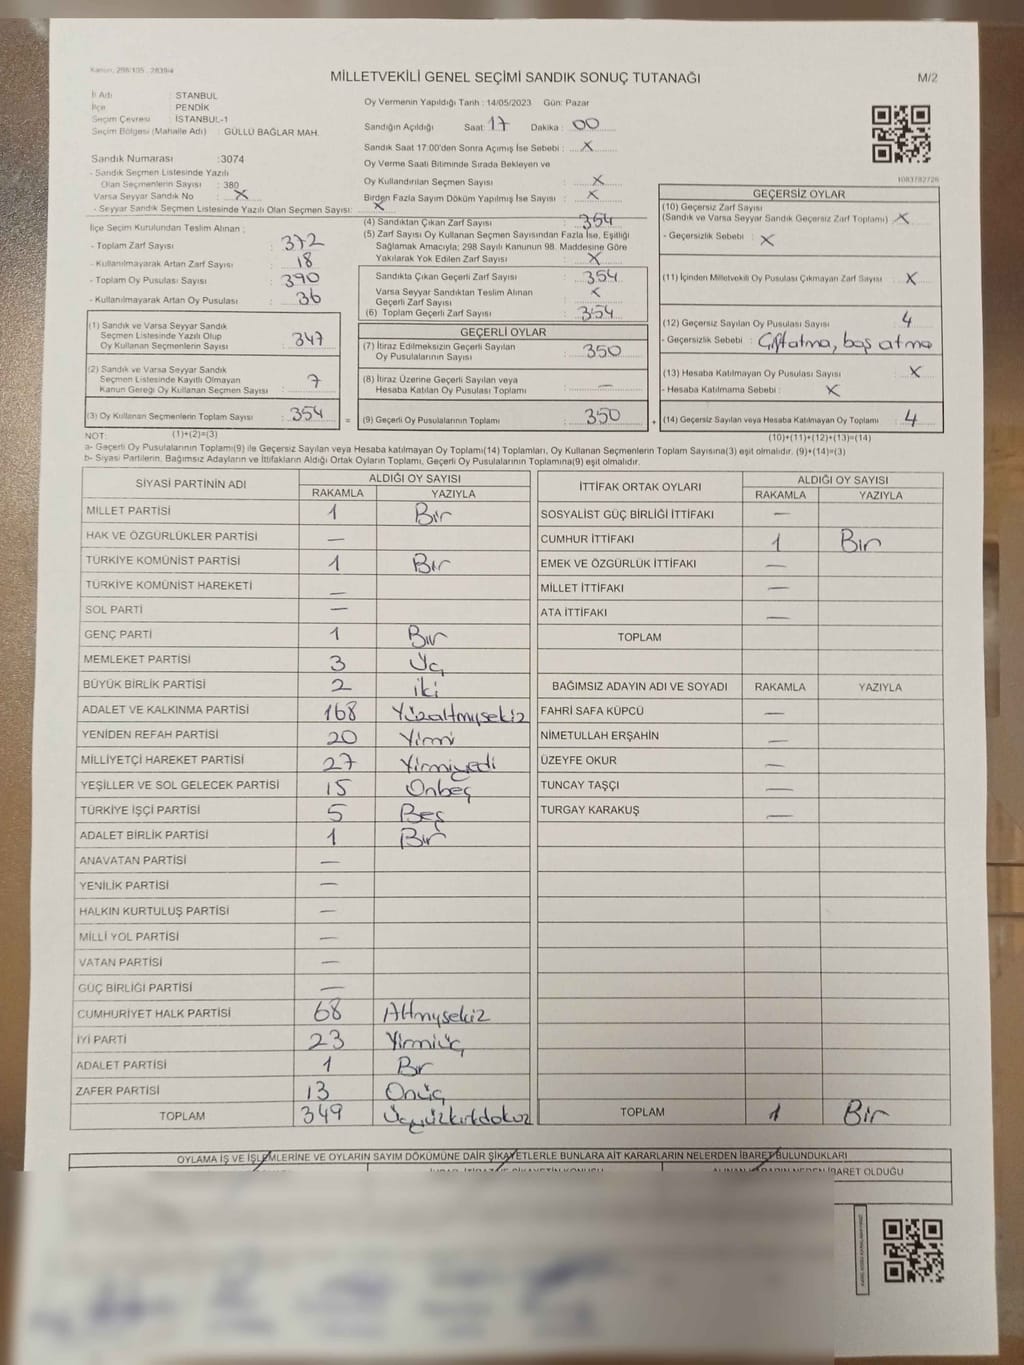 Kanun, 298/105 , 2839/4
MİLLETVEKİLİ GENEL SEÇİMİ SANDIK SONUÇ TUTANAĞI
M/2
İl Adı : STANBUL
İlçe : PENDİK
Seçim Çevresi : İSTANBUL-1
Seçim Bölgesi (Mahalle Adı) : GÜLLÜ BAĞLAR MAH.
Oy Vermenin Yapıldığı Tarih : 14/05/2023 Gün: Pazar
Sandığın Açıldığı Saat: 17 Dakika : 00
Sandık Saat 17:00'den Sonra Açımış İse Sebebi : X
Oy Verme Saati Bitiminde Sırada Bekleyen ve
Oy Kullandırılan Seçmen Sayısı : X
Birden Fazla Sayım Döküm Yapılmış İse Sayısı : X
1083782726
Sandık Numarası :3074
- Sandık Seçmen Listesinde Yazılı
Olan Seçmenlerin Sayısı : 380
Varsa Seyyar Sandık No : X
- Seyyar Sandık Seçmen Listesinde Yazılı Olan Seçmen Sayısı: X
İlçe Seçim Kurulundan Teslim Alınan ;
- Toplam Zarf Sayısı : 372
- Kullanılmayarak Artan Zarf Sayısı : 18
- Toplam Oy Pusulası : 390
- Kullanılmayarak Artan Oy Pusulası : 36
(1) Sandık ve Varsa Seyyar Sandık
Seçmen Listesinde Yazılı Olup
Oy Kullanan Seçmenlerin Sayısı : 347
(2) Sandık ve Varsa Seyyar Sandık
Seçmen Listesinde Kayıtlı Olmayan
Kanun Gereği Oy Kullanan Seçmen Sayısı : 7
(3) Oy Kullanan Seçmenlerin Toplam Sayısı : 354 =
(4) Sandıktan Çıkan Zarf Sayısı : 354
(5) Zarf Sayısı Oy Kullanan Seçmen Sayısından Fazla İse, Eşitliği
Sağlamak Amacıyla; 298 Sayılı Kanunun 98. Maddesine Göre
Yakılarak Yok Edilen Zarf Sayısı : X
Sandıkta Çıkan Geçerli Zarf Sayısı : 354
Varsa Seyyar Sandıktan Teslim Alınan
Geçerli Zarf Sayısı : X
(6) Toplam Geçerli Zarf Sayısı : 354
GEÇERLİ OYLAR
(7) İtiraz Edilmeksizin Geçerli Sayılan
Oy Pusulalarının Sayısı : 350
(8) İtiraz Üzerine Geçerli Sayılan veya
Hesaba Katılan Oy Pusulalarının Toplamı : —
(9) Geçerli Oy Pusulalarının Toplamı : 350 +
GEÇERSİZ OYLAR
(10) Geçersiz Zarf Sayısı
(Sandık ve Varsa Seyyar Sandık Geçersiz Zarf Toplamı) : X
- Geçersizlik Sebebi : X
(11) İçinden Milletvekili Oy Pusulası Çıkmayan Zarf Sayısı : X
(12) Geçersiz Sayılan Oy Pusulası Sayısı : 4
- Geçersizlik Sebebi : Çift atma, boş atma
(13) Hesaba Katılmayan Oy Pusulası Sayısı : X
- Hesaba Katılmama Sebebi : X
(14) Geçersiz Sayılan veya Hesaba Katılmayan Oy Toplamı : 4
NOT: (1)+(2)=(3) (10)+(11)+(12)+(13)=(14)
a- Geçerli Oy Pusulalarının Toplamı(9) ile Geçersiz Sayılan veya Hesaba katılmayan Oy Toplamı(14) Toplamları, Oy Kullanan Seçmenlerin Toplam Sayısına(3) eşit olmalıdır. (9)+(14)=(3)
b- Siyasi Partilerin, Bağımsız Adayların ve İttifakların Aldığı Ortak Oyların Toplamı, Geçerli Oy Pusulalarının Toplamına(9) eşit olmalıdır.
SİYASİ PARTİNİN ADI ALDIĞI OY SAYISI
RAKAMLA YAZIYLA
MİLLET PARTİSİ 1 Bir
HAK VE ÖZGÜRLÜKLER PARTİSİ —
TÜRKİYE KOMÜNİST PARTİSİ 1 Bir
TÜRKİYE KOMÜNİST HAREKETİ —
SOL PARTİ —
GENÇ PARTİ 1 Bir
MEMLEKET PARTİSİ 3 Üç
BÜYÜK BİRLİK PARTİSİ 2 iki
ADALET VE KALKINMA PARTİSİ 168 Yüzaltmışsekiz
YENİDEN REFAH PARTİSİ 20 Yirmi
MİLLİYETÇİ HAREKET PARTİSİ 27 Yirmiyedi
YEŞİLLER VE SOL GELECEK PARTİSİ 15 Onbeş
TÜRKİYE İŞÇİ PARTİSİ 5 Beş
ADALET BİRLİK PARTİSİ 1 Bir
ANAVATAN PARTİSİ —
YENİLİK PARTİSİ —
HALKIN KURTULUŞ PARTİSİ —
MİLLİ YOL PARTİSİ —
VATAN PARTİSİ —
GÜÇ BİRLİĞİ PARTİSİ —
CUMHURİYET HALK PARTİSİ 68 Altmışsekiz
İYİ PARTİ 23 Yirmiüç
ADALET PARTİSİ 1 Bir
ZAFER PARTİSİ 13 Onüç
TOPLAM 349 Üçyüzkırkdokuz
İTTİFAK ORTAK OYLARI ALDIĞI OY SAYISI
RAKAMLA YAZIYLA
SOSYALİST GÜÇ BİRLİĞİ İTTİFAKI —
CUMHUR İTTİFAKI 1 Bir
EMEK VE ÖZGÜRLÜK İTTİFAKI —
MİLLET İTTİFAKI —
ATA İTTİFAKI —
TOPLAM
BAĞIMSIZ ADAYIN ADI VE SOYADI RAKAMLA YAZIYLA
FAHRİ SAFA KÜPCÜ —
NİMETULLAH ERŞAHİN —
ÜZEYFE OKUR —
TUNCAY TAŞÇI —
TURGAY KARAKUŞ —
TOPLAM 1 Bir
OYLAMA İŞ VE İŞLEMLERİNE VE OYLARIN SAYIM DÖKÜMÜNE DAİR ŞİKAYETLERLE BUNLARA AİT KARARLARIN NELERDEN İBARET BULUNDUKLARI